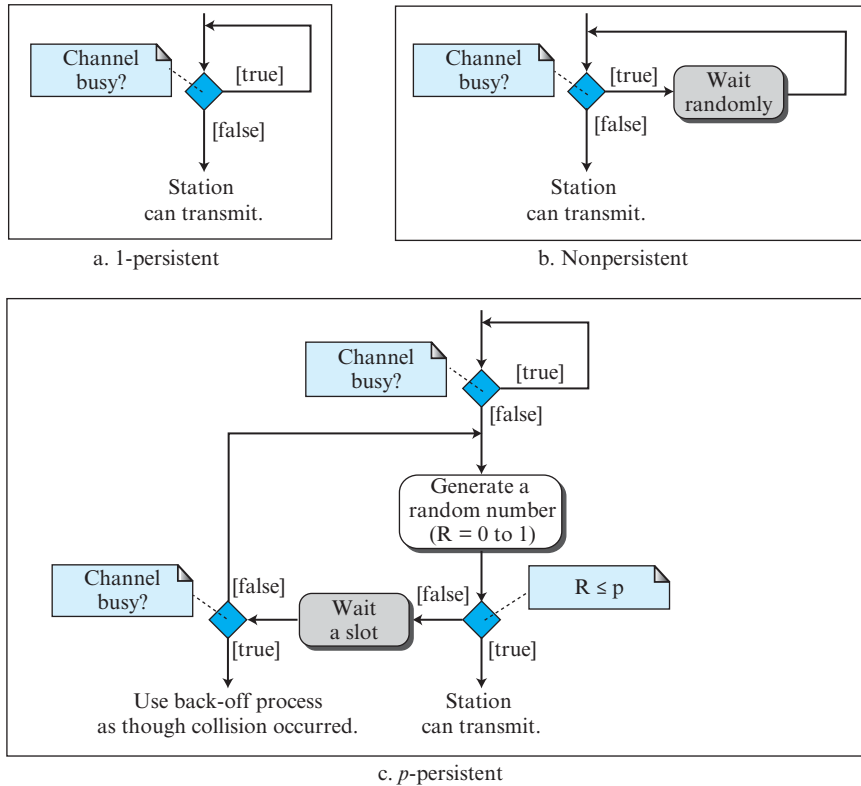 Channel
busy?
[true]
[false]
Station
can transmit.
a. 1-persistent
Channel
busy?
[true]
Wait
randomly
[false]
Station
can transmit.
b. Nonpersistent
Channel
busy?
[true]
[false]
Generate a
random number
(R = 0 to 1)
Channel
busy?
[false]
Wait
a slot
[false]
R ≤ p
[true]
[true]
Use back-off process
as though collision occurred.
Station
can transmit.
c. p-persistent